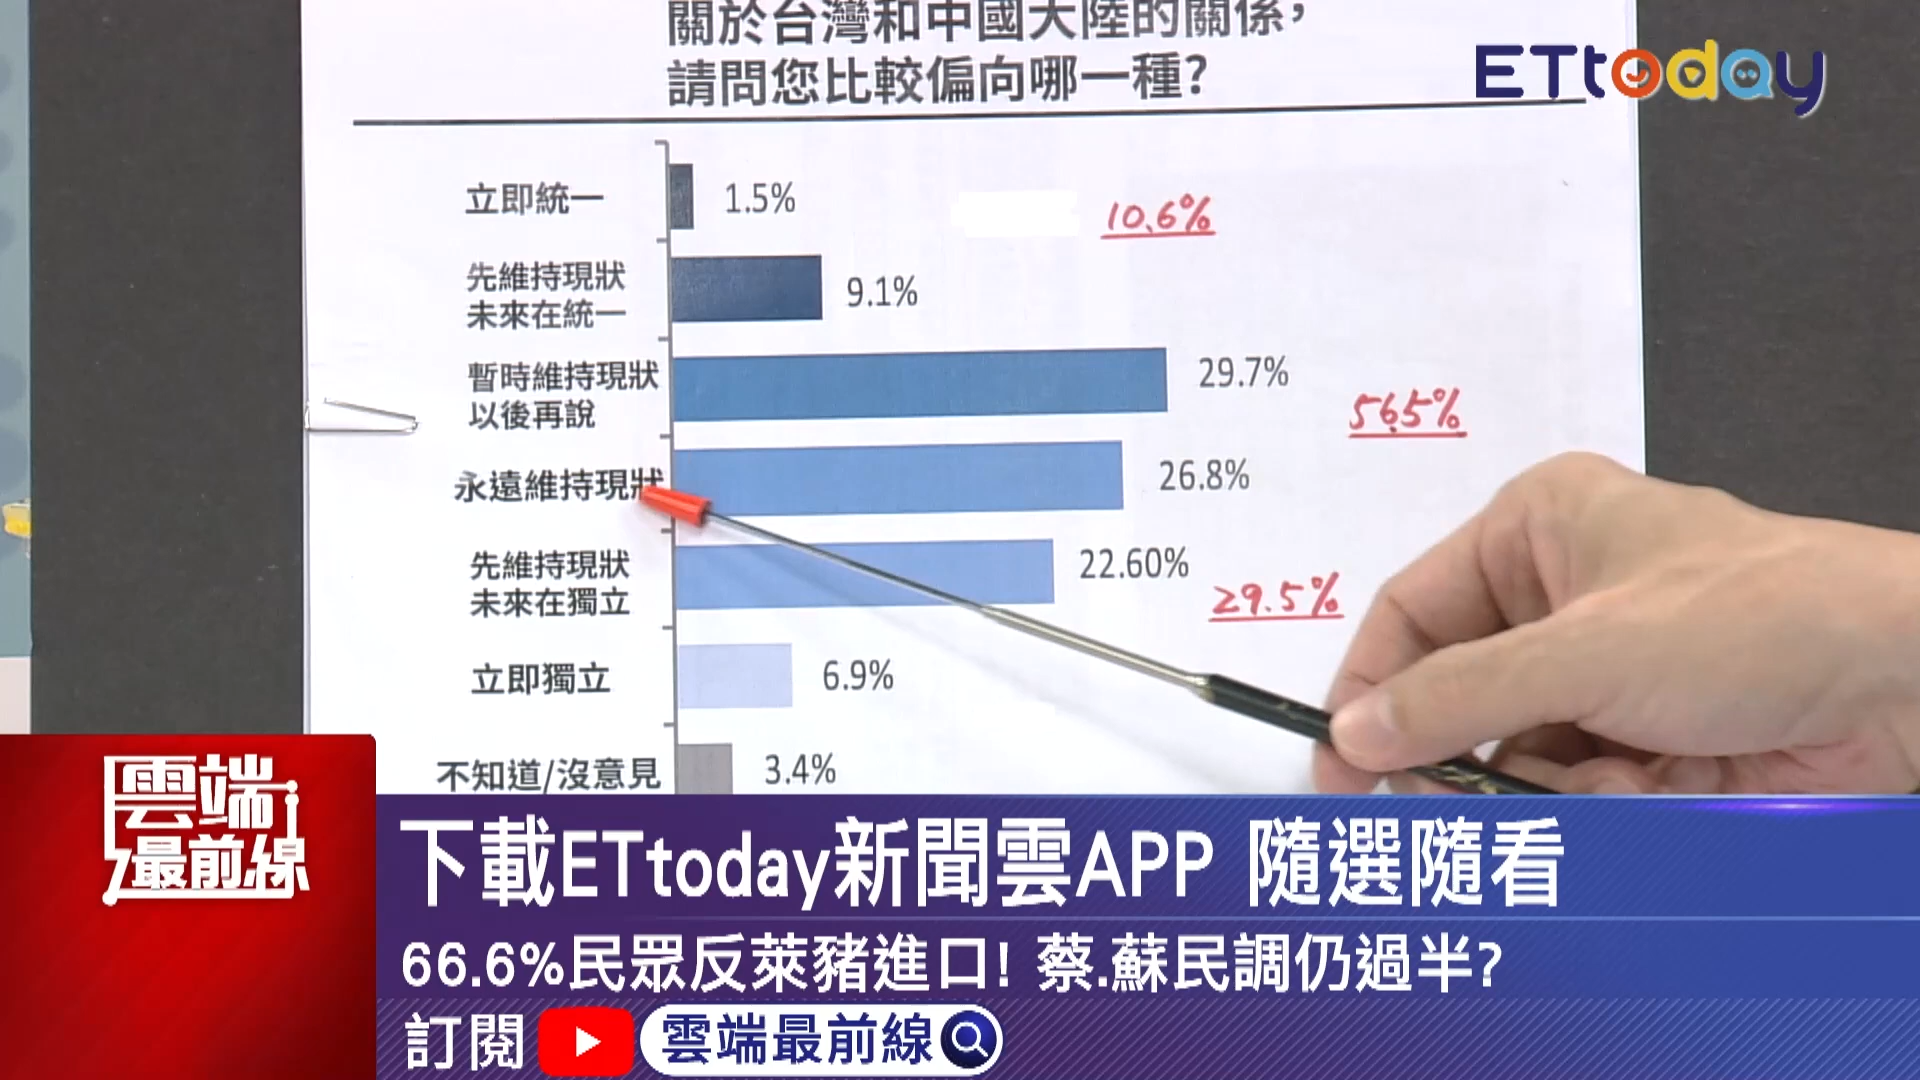 關於台灣和中國大陸的關係，
請問您比較偏向哪一種?
ETtoday
立即統一 1.5%
10.6%
先維持現狀
未來在統一
9.1%
暫時維持現狀
以後再說
29.7%
56.5%
永遠維持現狀 26.8%
先維持現狀
未來在獨立
22.60%
29.5%
立即獨立 6.9%
不知道/沒意見 3.4%
雲端
最前線
下載ETtoday新聞雲APP 隨選隨看
66.6%民眾反萊豬進口! 蔡.蘇民調仍過半?
訂閱 雲端最前線